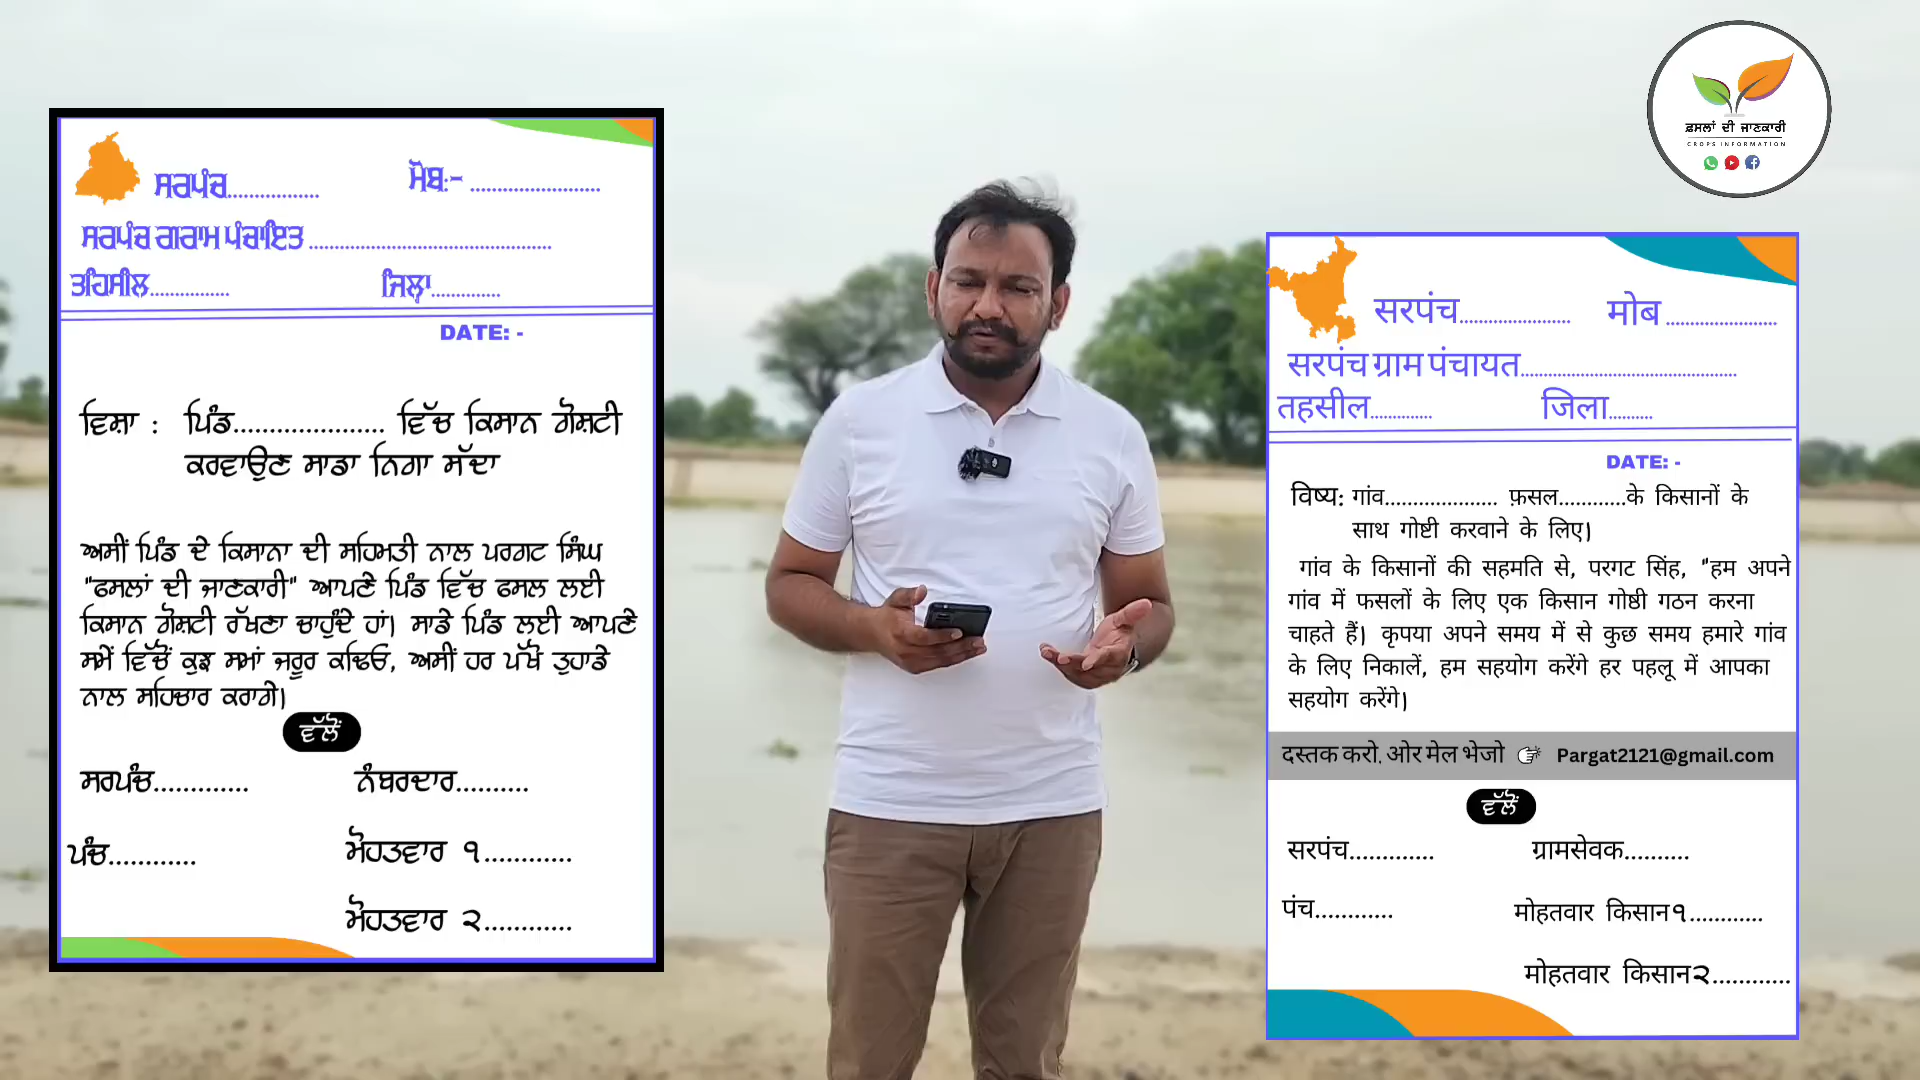 ਸਰਪੰਚ................ ਮੋਬ:- ......................
ਸਰਪੰਚ ਗਰਾਮ ਪੰਚਾਇਤ ..........................................
ਤਹਿਸੀਲ............... ਜਿਲ੍ਹਾ.............
DATE: -
ਵਿਸ਼ਾ : ਪਿੰਡ..................... ਵਿੱਚ ਕਿਸਾਨ ਗੋਸ਼ਟੀ
ਕਰਵਾਉਣ ਸਾਡਾ ਨਿਗਾ ਸੱਦਾ
ਅਸੀਂ ਪਿੰਡ ਦੇ ਕਿਸਾਨਾ ਦੀ ਸਹਿਮਤੀ ਨਾਲ ਪਰਗਟ ਸਿੰਘ
"ਫਸਲਾਂ ਦੀ ਜਾਣਕਾਰੀ" ਆਪਣੇ ਪਿੰਡ ਵਿੱਚ ਫਸਲ ਲਈ
ਕਿਸਾਨ ਗੋਸ਼ਟੀ ਰੱਖਣਾ ਚਾਹੁੰਦੇ ਹਾਂ| ਸਾਡੇ ਪਿੰਡ ਲਈ ਆਪਣੇ
ਸਮੇਂ ਵਿੱਚੋਂ ਕੁਝ ਸਮਾਂ ਜਰੂਰ ਕਢਿਓ, ਅਸੀਂ ਹਰ ਪੱਖੋ ਤੁਹਾਡੇ
ਨਾਲ ਸਹਿਚਾਰ ਕਰਾਗੇ|
ਵੱਲੋਂ
ਸਰਪੰਚ............. ਨੰਬਰਦਾਰ..........
ਪੰਚ............ ਮੋਹਤਵਾਰ ੧............
ਮੋਹਤਵਾਰ ੨............
ਫ਼ਸਲਾਂ ਦੀ ਜਾਣਕਾਰੀ
CROPS INFORMATION
सरपंच...................... मोब ......................
सरपंच ग्राम पंचायत...........................................
तहसील............. जिला..........
DATE: -
विष्य: गांव................... फ़सल...........के किसानों के
साथ गोष्टी करवाने के लिए|
गांव के किसानों की सहमति से, परगट सिंह, "हम अपने
गांव में फसलों के लिए एक किसान गोष्ठी गठन करना
चाहते हैं| कृपया अपने समय में से कुछ समय हमारे गांव
के लिए निकालें, हम सहयोग करेंगे हर पहलू में आपका
सहयोग करेंगे|
दस्तक करो, ओर मेल भेजो Pargat2121@gmail.com
ਵੱਲੋਂ
सरपंच............. ग्रामसेवक..........
पंच............ मोहतवार किसान१............
मोहतवार किसान२............